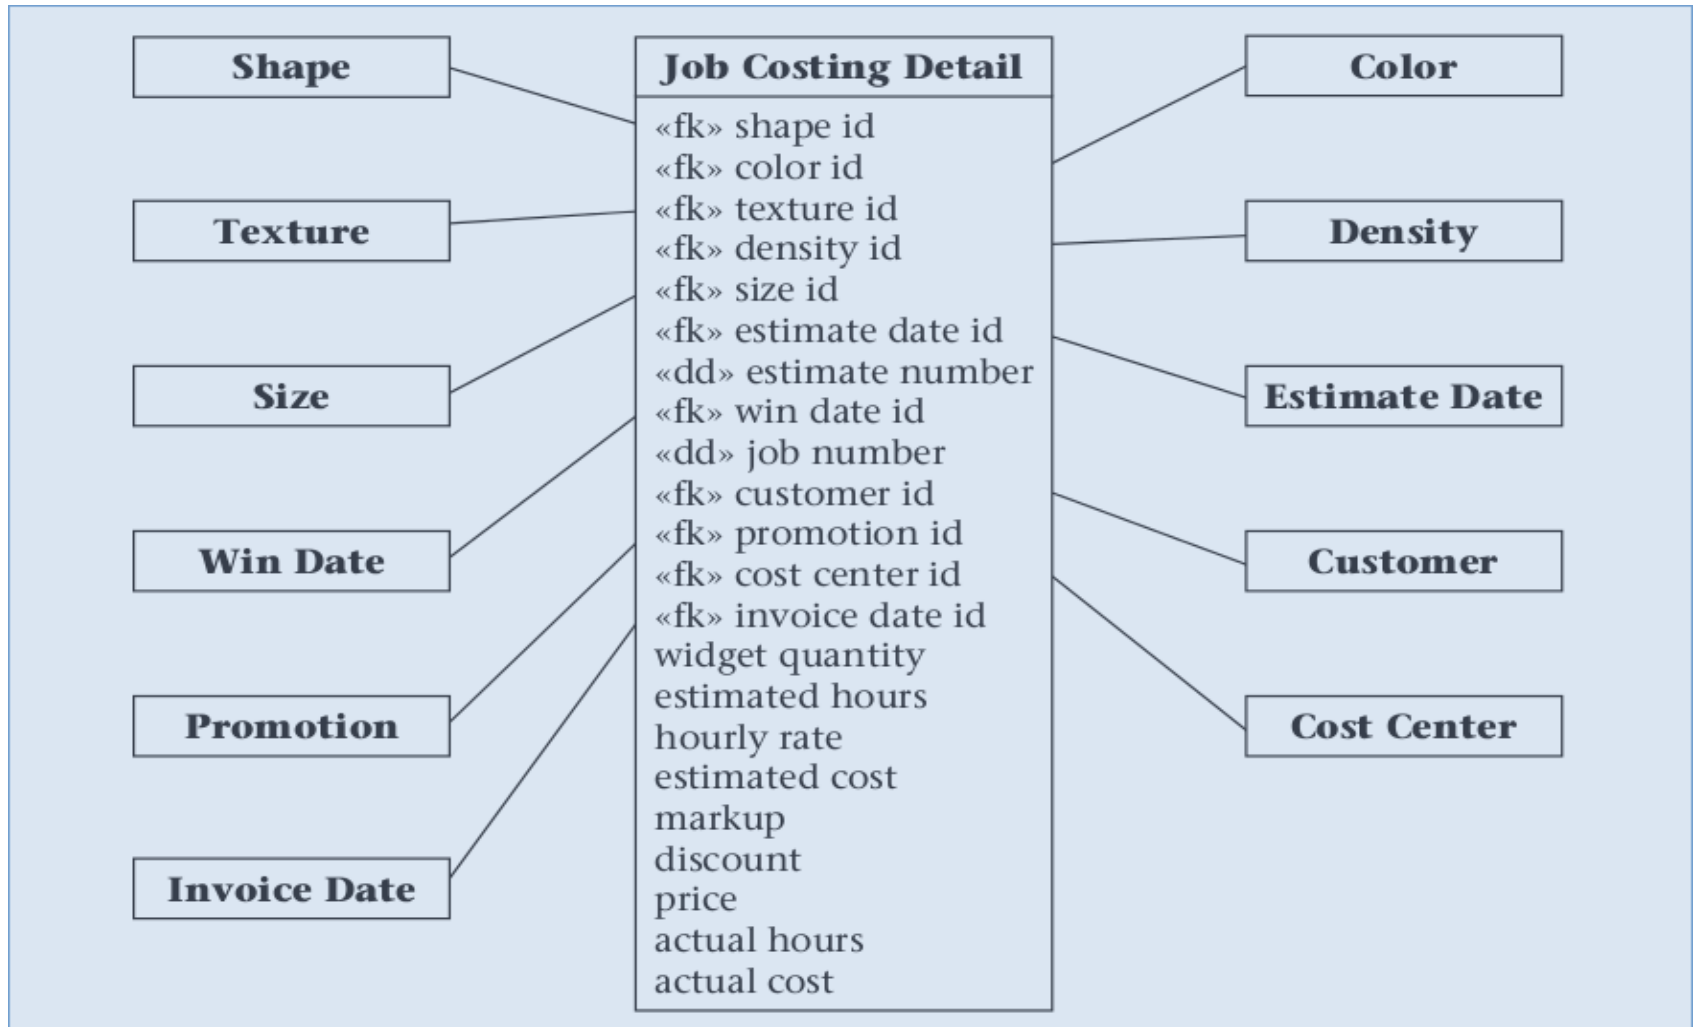 Shape
Texture
Size
Win Date
Promotion
Invoice Date
Job Costing Detail
«fk» shape id
«fk» color id
«fk» texture id
«fk» density id
«fk» size id
«fk» estimate date id
«dd» estimate number
«fk» win date id
«dd» job number
«fk» customer id
«fk» promotion id
«fk» cost center id
«fk» invoice date id
widget quantity
estimated hours
hourly rate
estimated cost
markup
discount
price
actual hours
actual cost
Color
Density
Estimate Date
Customer
Cost Center